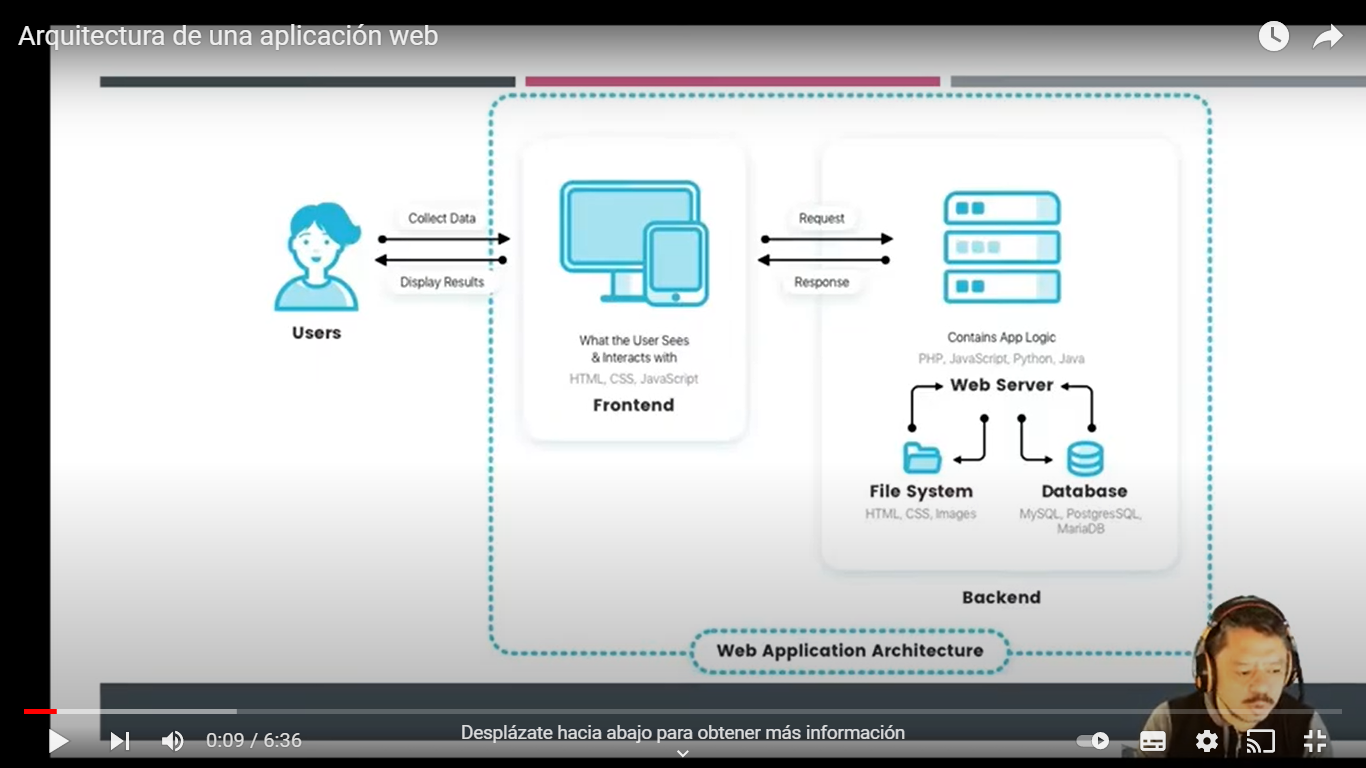 Arquitectura de una aplicación web
Collect Data
Display Results
Users
What the User Sees
& Interacts with
HTML, CSS, JavaScript
Frontend
Request
Response
Contains App Logic
PHP, JavaScript, Python, Java
Web Server
File System
HTML, CSS, Images
Database
MySQL, PostgresSQL,
MariaDB
Backend
Web Application Architecture
Desplázate hacia abajo para obtener más información
0:09 / 6:36